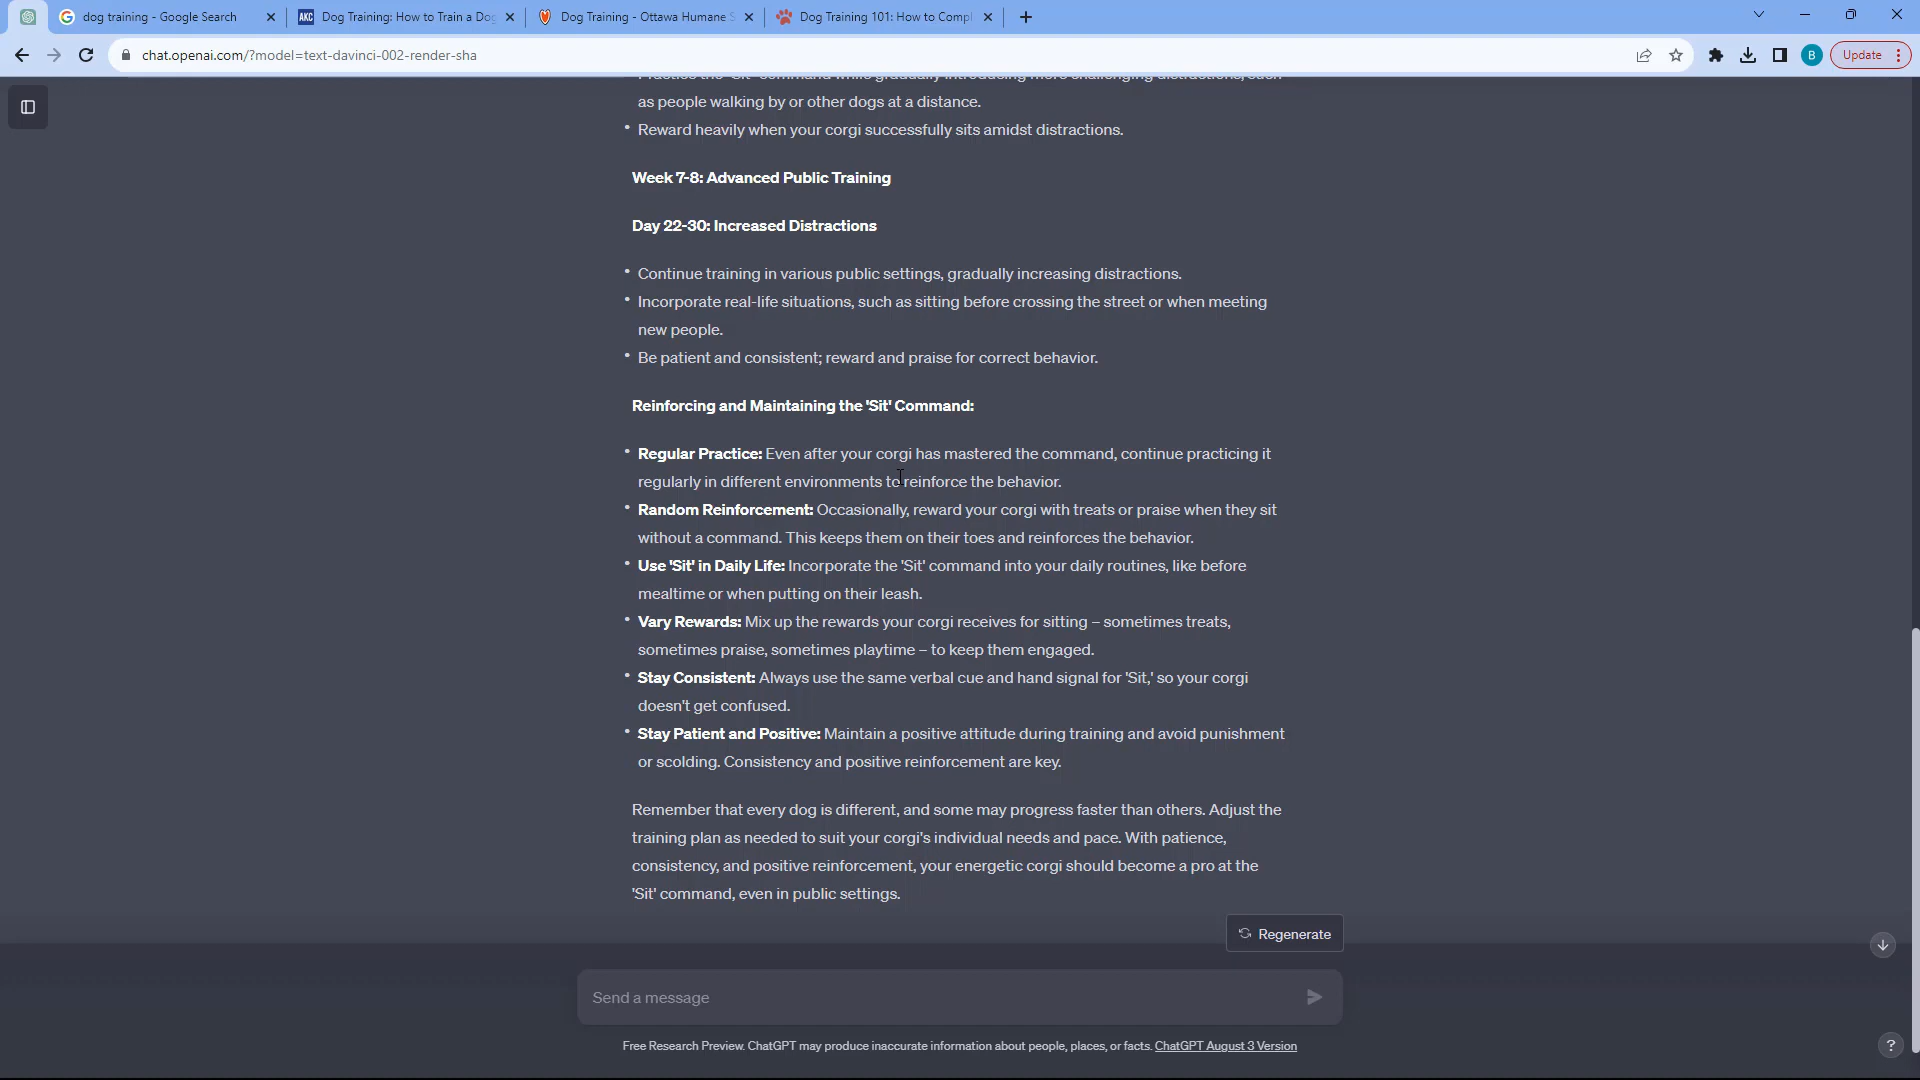 dog training - Google Search
AKC Dog Training: How to Train a Dog
Dog Training - Ottawa Humane S
Dog Training 101: How to Compl
chat.openai.com/?model=text-davinci-002-render-sha
B
Update
Practice the 'Sit' command while gradually introducing more challenging distractions, such
as people walking by or other dogs at a distance.
• Reward heavily when your corgi successfully sits amidst distractions.
Week 7-8: Advanced Public Training
Day 22-30: Increased Distractions
• Continue training in various public settings, gradually increasing distractions.
• Incorporate real-life situations, such as sitting before crossing the street or when meeting
new people.
• Be patient and consistent; reward and praise for correct behavior.
Reinforcing and Maintaining the 'Sit' Command:
• Regular Practice: Even after your corgi has mastered the command, continue practicing it
regularly in different environments to reinforce the behavior.
• Random Reinforcement: Occasionally, reward your corgi with treats or praise when they sit
without a command. This keeps them on their toes and reinforces the behavior.
• Use 'Sit' in Daily Life: Incorporate the 'Sit' command into your daily routines, like before
mealtime or when putting on their leash.
• Vary Rewards: Mix up the rewards your corgi receives for sitting – sometimes treats,
sometimes praise, sometimes playtime – to keep them engaged.
• Stay Consistent: Always use the same verbal cue and hand signal for 'Sit,' so your corgi
doesn't get confused.
• Stay Patient and Positive: Maintain a positive attitude during training and avoid punishment
or scolding. Consistency and positive reinforcement are key.
Remember that every dog is different, and some may progress faster than others. Adjust the
training plan as needed to suit your corgi's individual needs and pace. With patience,
consistency, and positive reinforcement, your energetic corgi should become a pro at the
'Sit' command, even in public settings.
Regenerate
Send a message
Free Research Preview. ChatGPT may produce inaccurate information about people, places, or facts. ChatGPT August 3 Version
?